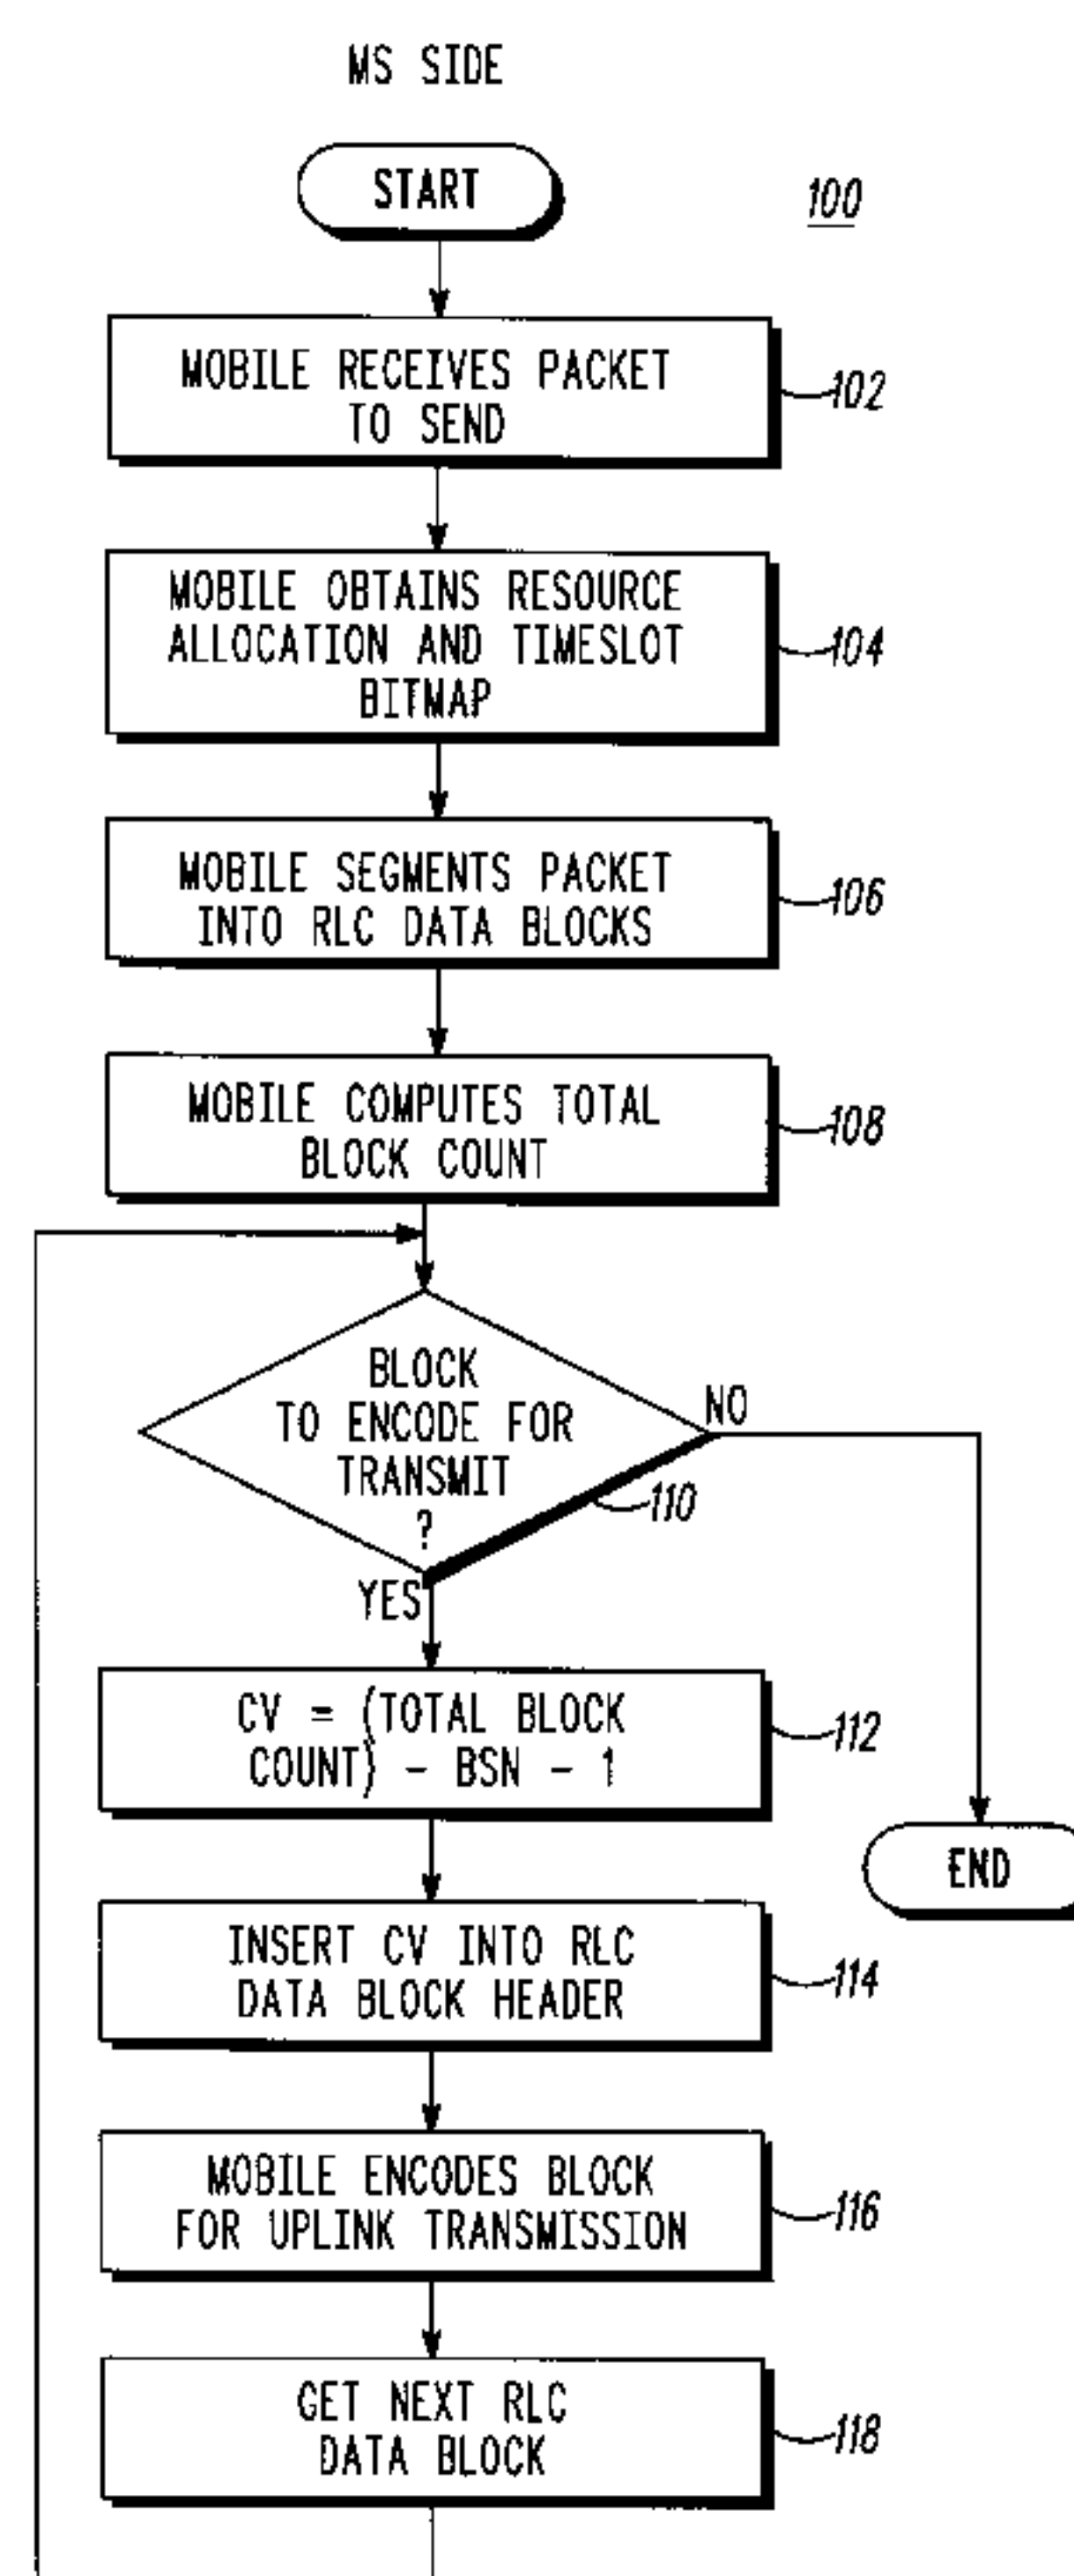 MS SIDE
START
100
MOBILE RECEIVES PACKET
TO SEND
102
MOBILE OBTAINS RESOURCE
ALLOCATION AND TIMESLOT
BITMAP
104
MOBILE SEGMENTS PACKET
INTO RLC DATA BLOCKS
106
MOBILE COMPUTES TOTAL
BLOCK COUNT
108
BLOCK
TO ENCODE FOR
TRANSMIT
?
NO
110
YES
CV = (TOTAL BLOCK
COUNT) - BSN - 1
112
END
INSERT CV INTO RLC
DATA BLOCK HEADER
114
MOBILE ENCODES BLOCK
FOR UPLINK TRANSMISSION
116
GET NEXT RLC
DATA BLOCK
118